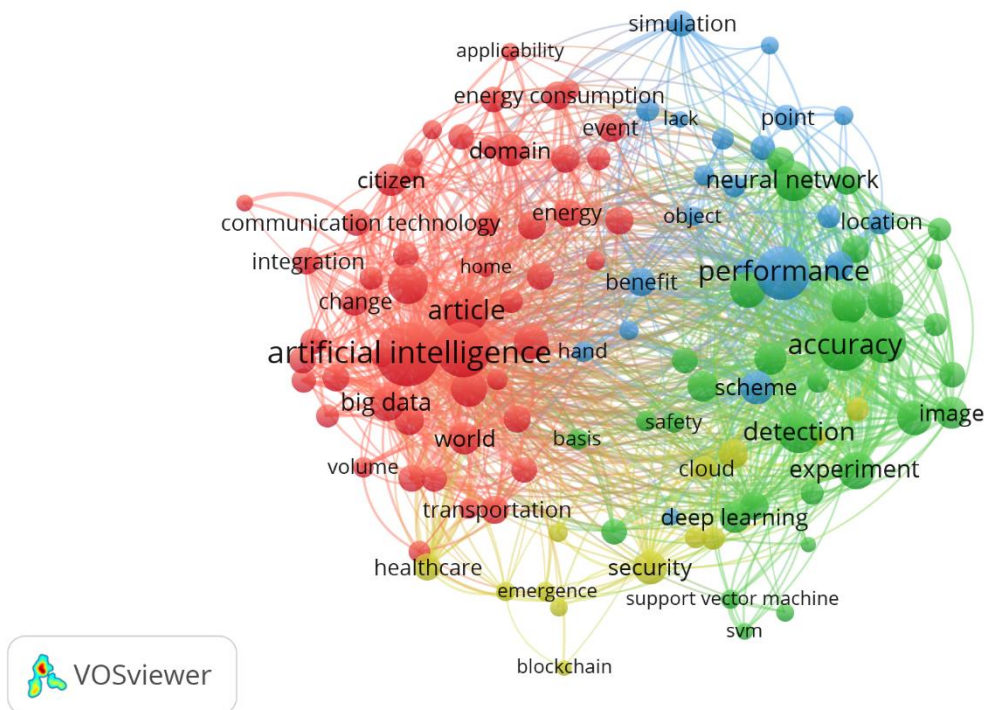 simulation
applicability
energy consumption
lack
point
event
domain
citizen
neural network
communication technology
energy
object
location
integration
home
benefit
performance
change
article
artificial intelligence
hand
accuracy
scheme
big data
image
safety
world
basis
detection
volume
cloud
experiment
transportation
deep learning
healthcare
security
emergence
support vector machine
svm
blockchain
VOSviewer